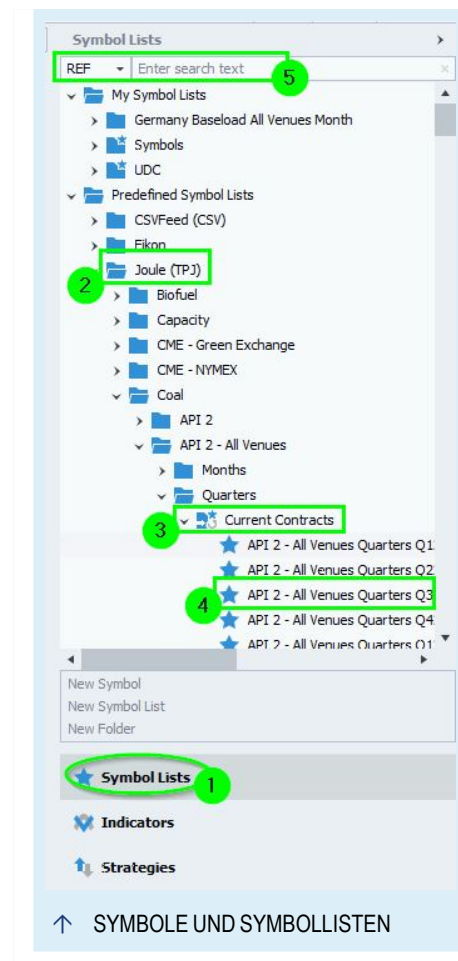 Symbol Lists
REF Enter search text
5
My Symbol Lists
Germany Baseload All Venues Month
Symbols
UDC
Predefined Symbol Lists
CSVFeed (CSV)
Eikon
Joule (TPJ)
2
Biofuel
Capacity
CME - Green Exchange
CME - NYMEX
Coal
API 2
API 2 - All Venues
Months
Quarters
Current Contracts
3
API 2 - All Venues Quarters Q1
API 2 - All Venues Quarters Q2
API 2 - All Venues Quarters Q3
4
API 2 - All Venues Quarters Q4
API 2 - All Venues Quarters Q1
New Symbol
New Symbol List
New Folder
Symbol Lists
1
Indicators
Strategies
↑ SYMBOLE UND SYMBOLLISTEN